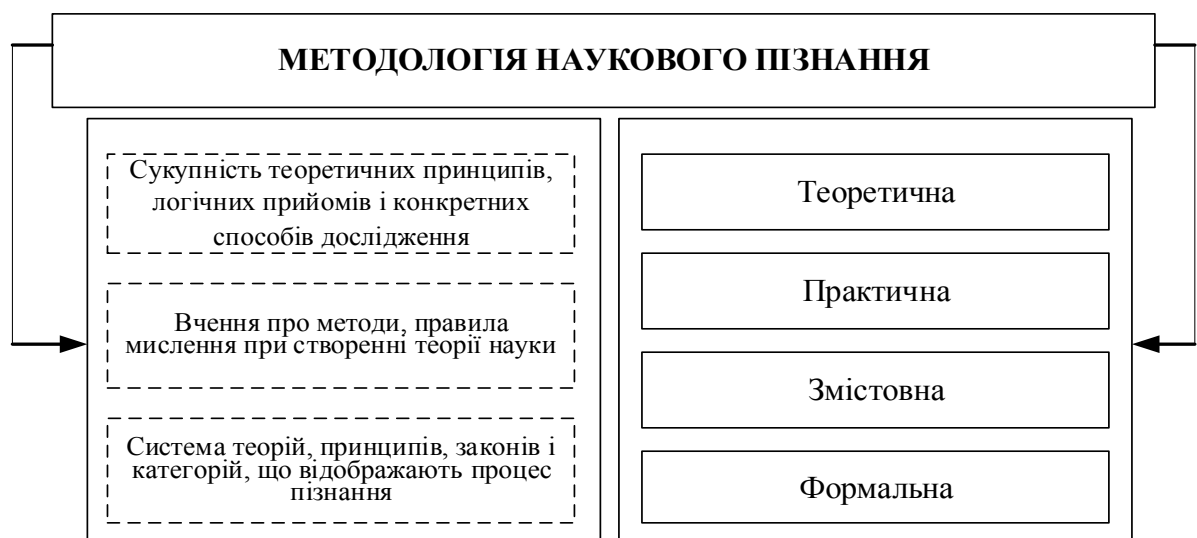 МЕТОДОЛОГІЯ НАУКОВОГО ПІЗНАННЯ
Сукупність теоретичних принципів,
логічних прийомів і конкретних
способів дослідження
Вчення про методи, правила
мислення при створенні теорії науки
Система теорій, принципів, законів і
категорій, що відображають процес
пізнання
Теоретична
Практична
Змістовна
Формальна